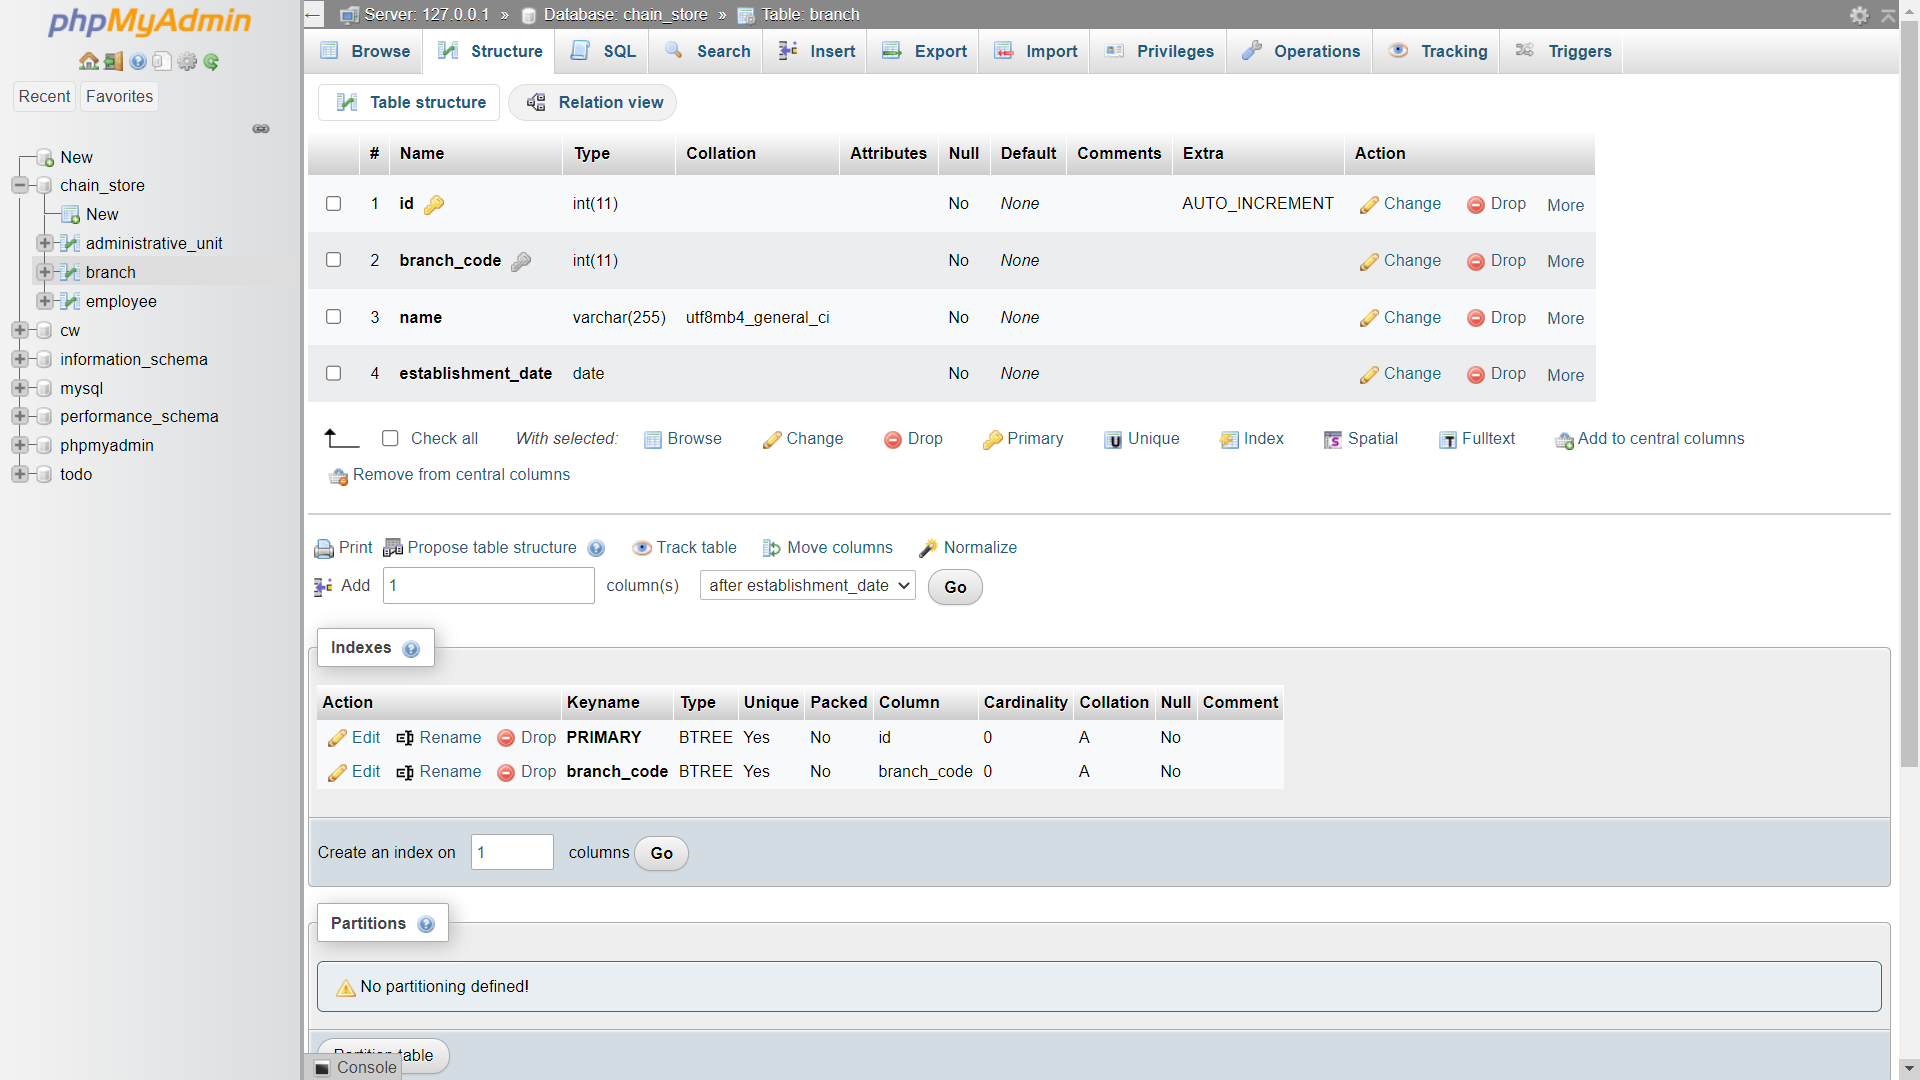 phpMyAdmin
Recent Favorites
New
chain_store
New
administrative_unit
branch
employee
cw
information_schema
mysql
performance_schema
phpmyadmin
todo
Server: 127.0.0.1 » Database: chain_store » Table: branch
Browse Structure SQL Search Insert Export Import Privileges Operations Tracking Triggers
Table structure Relation view
# Name Type Collation Attributes Null Default Comments Extra Action
1 id int(11) No None AUTO_INCREMENT Change Drop More
2 branch_code int(11) No None Change Drop More
3 name varchar(255) utf8mb4_general_ci No None Change Drop More
4 establishment_date date No None Change Drop More
Check all With selected: Browse Change Drop Primary Unique Index Spatial Fulltext Add to central columns
Remove from central columns
Print Propose table structure Track table Move columns Normalize
Add 1 column(s) after establishment_date Go
Indexes
Action Keyname Type Unique Packed Column Cardinality Collation Null Comment
Edit Rename Drop PRIMARY BTREE Yes No id 0 A No
Edit Rename Drop branch_code BTREE Yes No branch_code 0 A No
Create an index on 1 columns Go
Partitions
No partitioning defined!
Partition table
Console